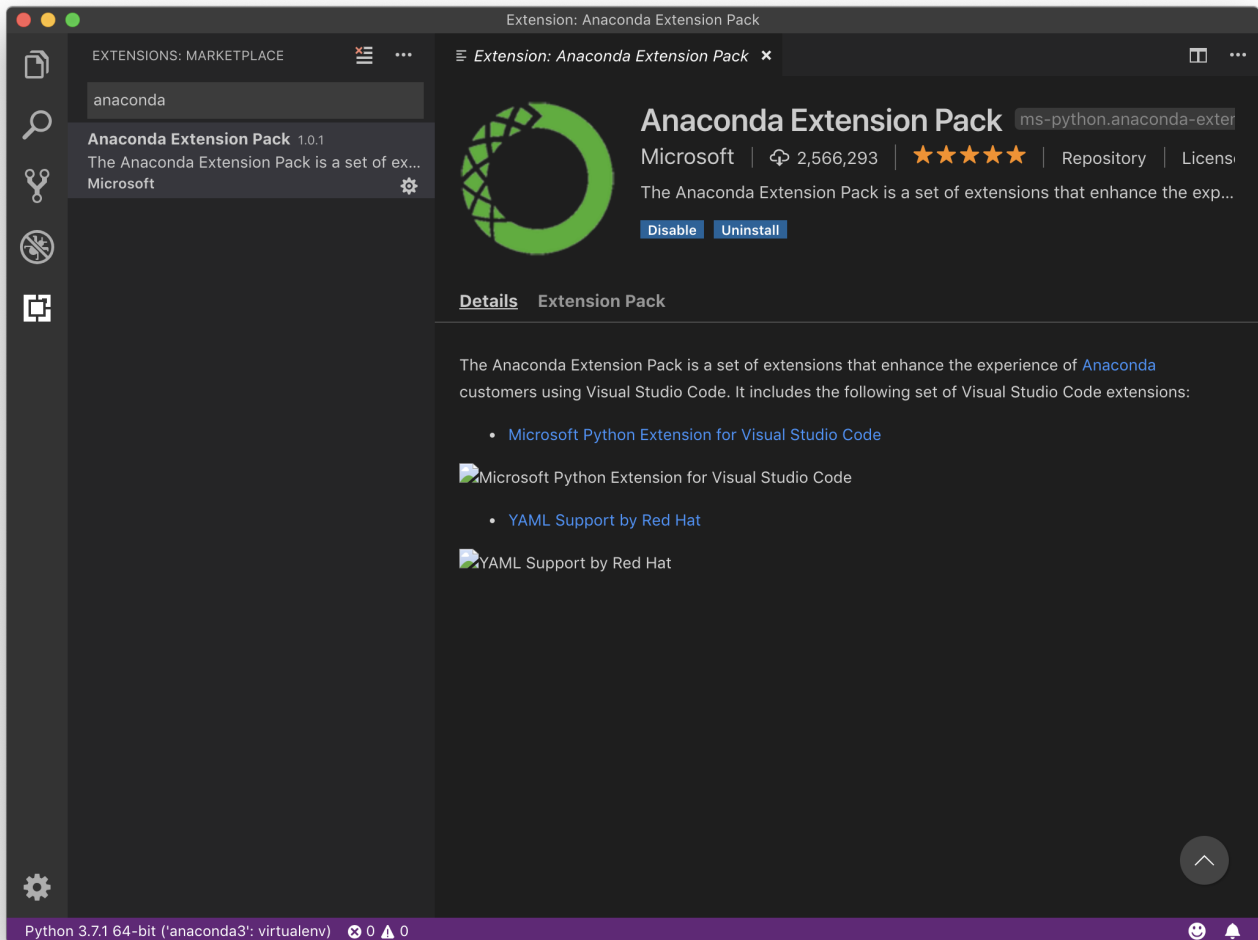 Extension: Anaconda Extension Pack
EXTENSIONS: MARKETPLACE
anaconda
Anaconda Extension Pack 1.0.1
The Anaconda Extension Pack is a set of ex...
Microsoft
Extension: Anaconda Extension Pack
Anaconda Extension Pack ms-python.anaconda-exter
Microsoft 2,566,293 Repository Licens
The Anaconda Extension Pack is a set of extensions that enhance the exp...
Disable Uninstall
Details Extension Pack
The Anaconda Extension Pack is a set of extensions that enhance the experience of Anaconda
customers using Visual Studio Code. It includes the following set of Visual Studio Code extensions:
• Microsoft Python Extension for Visual Studio Code
Microsoft Python Extension for Visual Studio Code
• YAML Support by Red Hat
YAML Support by Red Hat
Python 3.7.1 64-bit ('anaconda3': virtualenv) 0 0